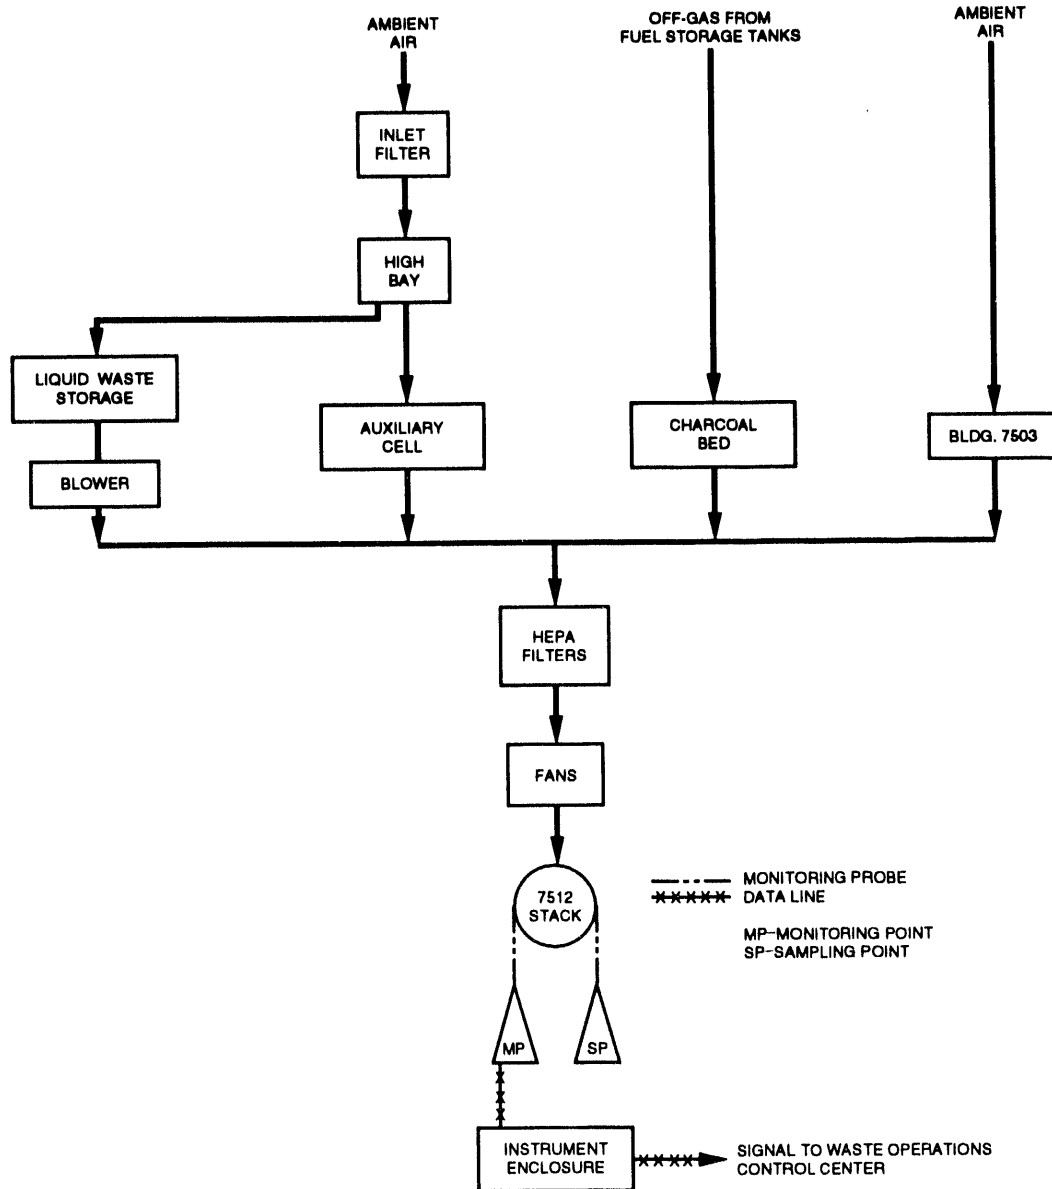 AMBIENT
AIR
OFF-GAS FROM
FUEL STORAGE TANKS
AMBIENT
AIR
INLET
FILTER
HIGH
BAY
LIQUID WASTE
STORAGE
AUXILIARY
CELL
CHARCOAL
BED
BLDG. 7503
BLOWER
HEPA
FILTERS
FANS
7512
STACK
MONITORING PROBE
DATA LINE
MP-MONITORING POINT
SP-SAMPLING POINT
MP
SP
INSTRUMENT
ENCLOSURE
SIGNAL TO WASTE OPERATIONS
CONTROL CENTER